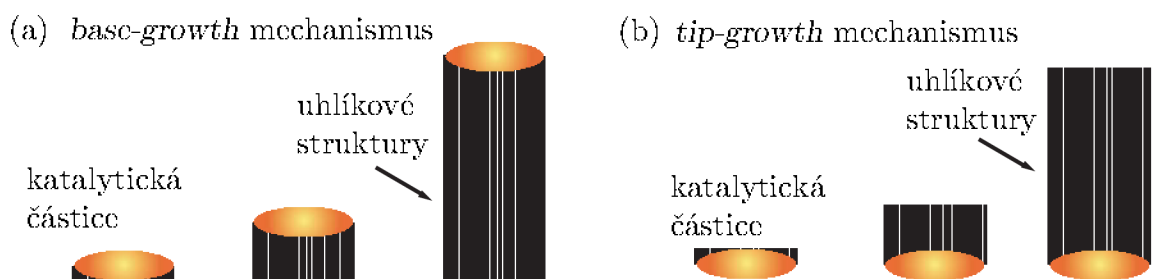 (a) base-growth mechanismus
uhlíkové
struktury
katalytická
částice
(b) tip-growth mechanismus
uhlíkové
struktury
katalytická
částice